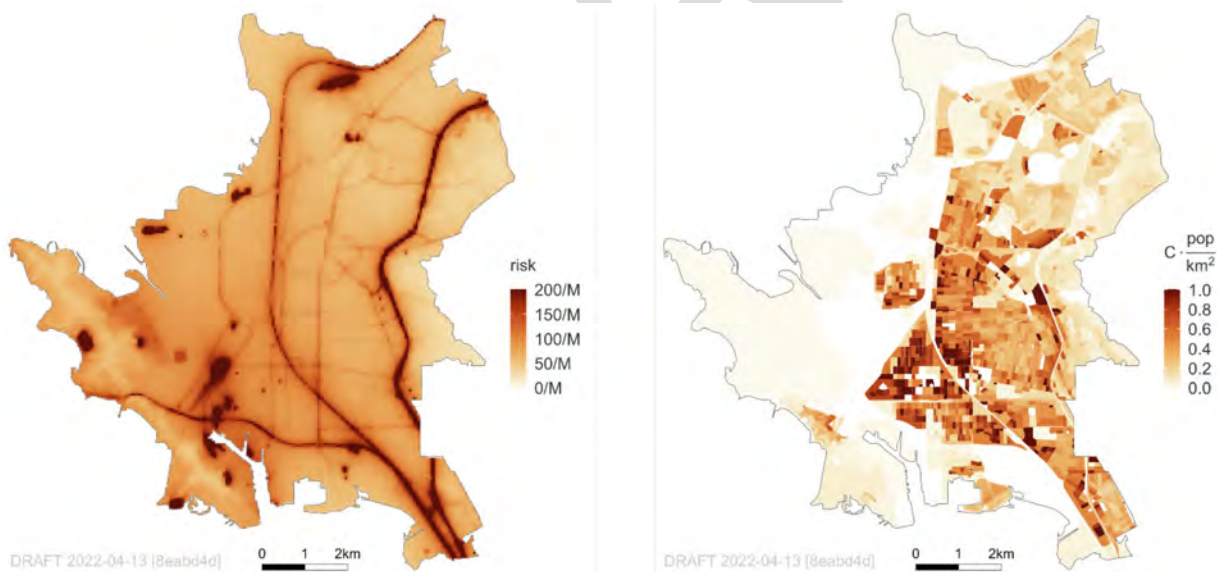 risk
200/M
150/M
100/M
50/M
0/M
DRAFT 2022-04-13 [8eabd4d]
0 1 2km
C · pop
km²
1.0
0.8
0.6
0.4
0.2
0.0
DRAFT 2022-04-13 [8eabd4d]
0 1 2km